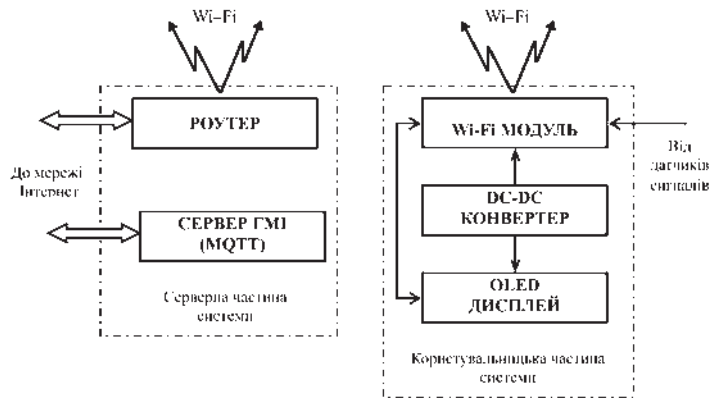 Wi–Fi
РОУТЕР
До мережі
Інтернет
СЕРВЕР ГМІ
(MQTT)
Серверна частина
системи
Wi–Fi
Wi-Fi МОДУЛЬ
Від
датчиків
сигналів
DC-DC
КОНВЕРТЕР
OLED
ДИСПЛЕЙ
Користувальницька частина
системи